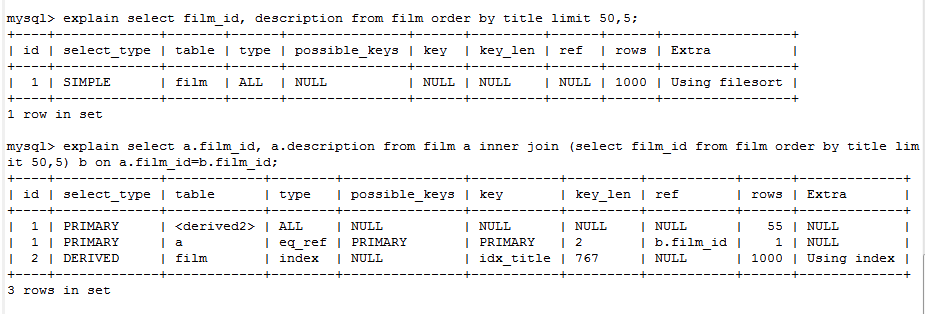 mysql> explain select film_id, description from film order by title limit 50,5;
+----+-------------+-------+------+---------------+------+---------+------+------+----------------+
| id | select_type | table | type | possible_keys | key  | key_len | ref  | rows | Extra          |
+----+-------------+-------+------+---------------+------+---------+------+------+----------------+
|  1 | SIMPLE      | film  | ALL  | NULL          | NULL | NULL    | NULL | 1000 | Using filesort |
+----+-------------+-------+------+---------------+------+---------+------+------+----------------+
1 row in set
mysql> explain select a.film_id, a.description from film a inner join (select film_id from film order by title lim
it 50,5) b on a.film_id=b.film_id;
+----+-------------+------------+--------+---------------+-----------+---------+-----------+------+-------------+
| id | select_type | table      | type   | possible_keys | key       | key_len | ref       | rows | Extra       |
+----+-------------+------------+--------+---------------+-----------+---------+-----------+------+-------------+
|  1 | PRIMARY     | <derived2> | ALL    | NULL          | NULL      | NULL    | NULL      |   55 | NULL        |
|  1 | PRIMARY     | a          | eq_ref | PRIMARY       | PRIMARY   | 2       | b.film_id |    1 | NULL        |
|  2 | DERIVED     | film       | index  | NULL          | idx_title | 767     | NULL      | 1000 | Using index |
+----+-------------+------------+--------+---------------+-----------+---------+-----------+------+-------------+
3 rows in set